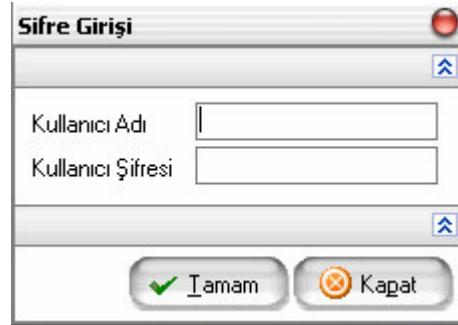 Sifre Girişi
Kullanıcı Adı
Kullanıcı Şifresi
Tamam
Kapat